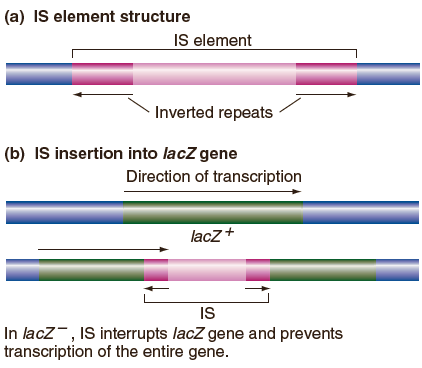 (a) IS element structure
IS element
Inverted repeats
(b) IS insertion into lacZ gene
Direction of transcription
lacZ+
IS
In lacZ−, IS interrupts lacZ gene and prevents
transcription of the entire gene.